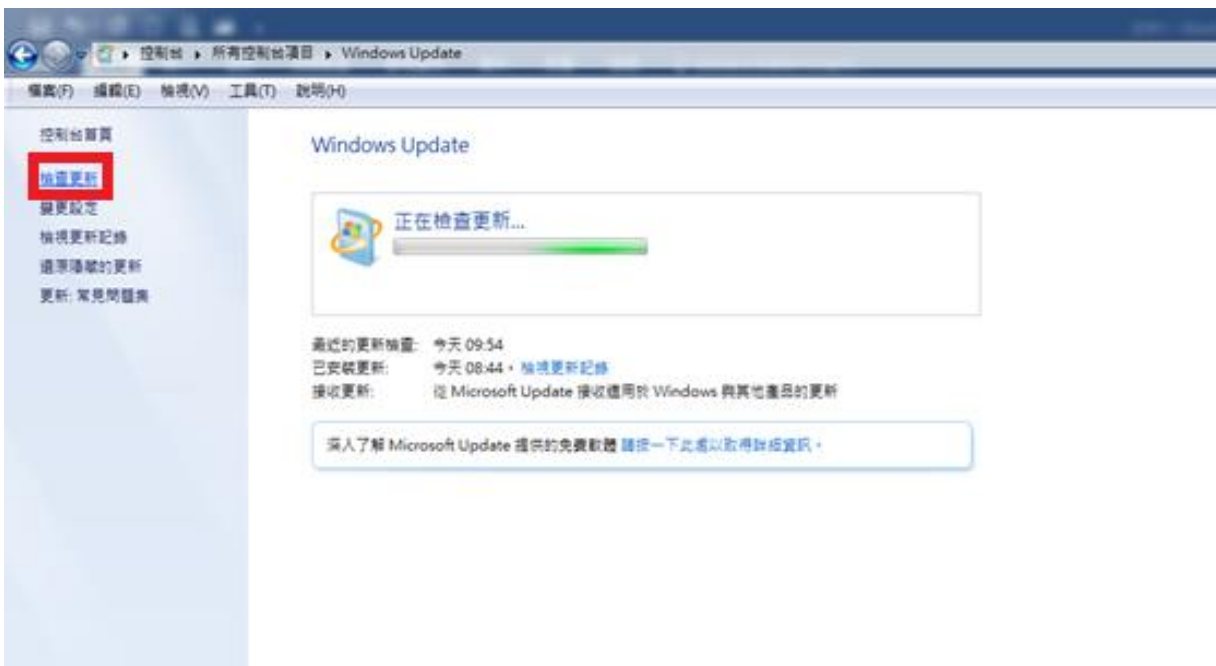 控制台 ▸ 所有控制台項目 ▸ Windows Update
檔案(F) 編輯(E) 檢視(V) 工具(T) 說明(H)
控制台首頁
檢查更新
變更設定
檢視更新記錄
還原隱藏的更新
更新: 常見問題集
Windows Update
正在檢查更新...
最近的更新檢查: 今天 09:54
已安裝更新: 今天 08:44。檢視更新記錄
接收更新: 從 Microsoft Update 接收適用於 Windows 與其他產品的更新
深入了解 Microsoft Update 提供的免費軟體 請按一下此處以取得詳細資訊。